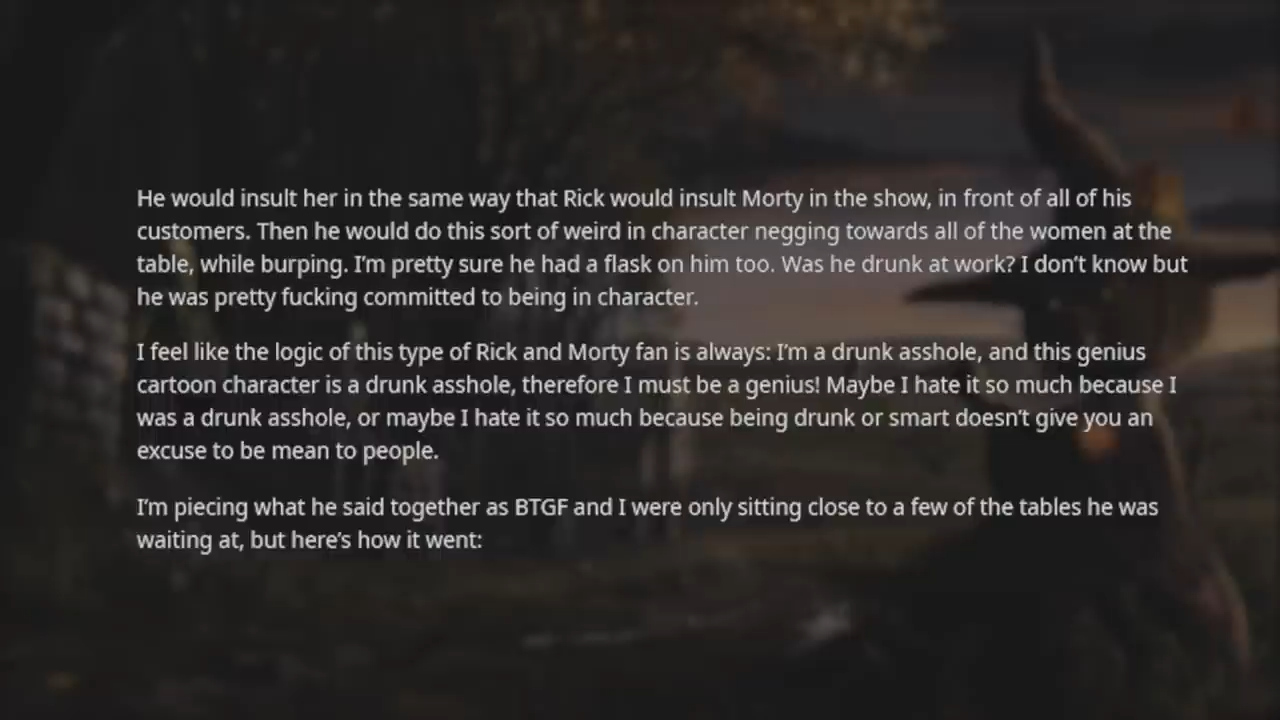 He would insult her in the same way that Rick would insult Morty in the show, in front of all of his
customers. Then he would do this sort of weird in character negging towards all of the women at the
table, while burping. I'm pretty sure he had a flask on him too. Was he drunk at work? I don't know but
he was pretty fucking committed to being in character.
I feel like the logic of this type of Rick and Morty fan is always: I'm a drunk asshole, and this genius
cartoon character is a drunk asshole, therefore I must be a genius! Maybe I hate it so much because I
was a drunk asshole, or maybe I hate it so much because being drunk or smart doesn't give you an
excuse to be mean to people.
I'm piecing what he said together as BTGF and I were only sitting close to a few of the tables he was
waiting at, but here's how it went: